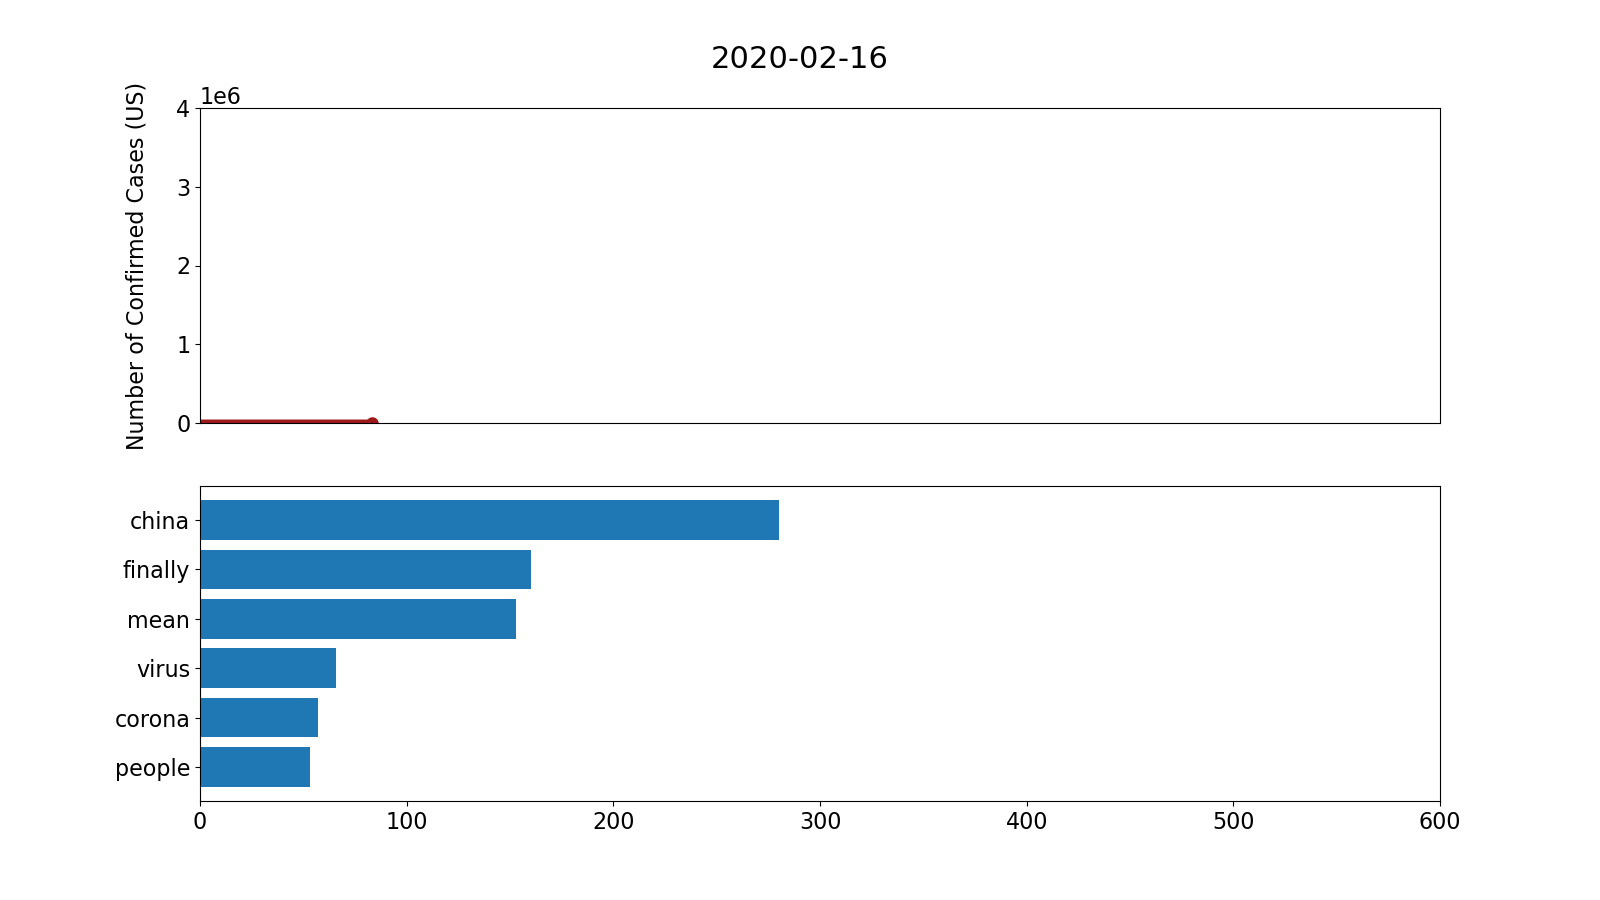 2020-02-16
1e6
Number of Confirmed Cases (US)
4
3
2
1
0
china
finally
mean
virus
corona
people
0 100 200 300 400 500 600